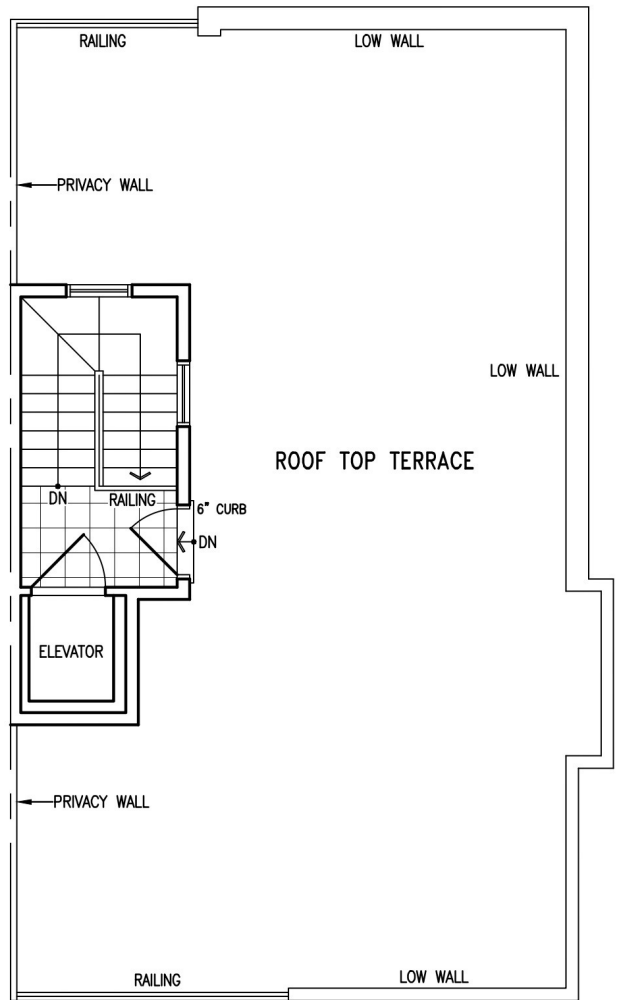 RAILING
LOW WALL
PRIVACY WALL
LOW WALL
ROOF TOP TERRACE
DN
RAILING
6" CURB
DN
ELEVATOR
PRIVACY WALL
RAILING
LOW WALL